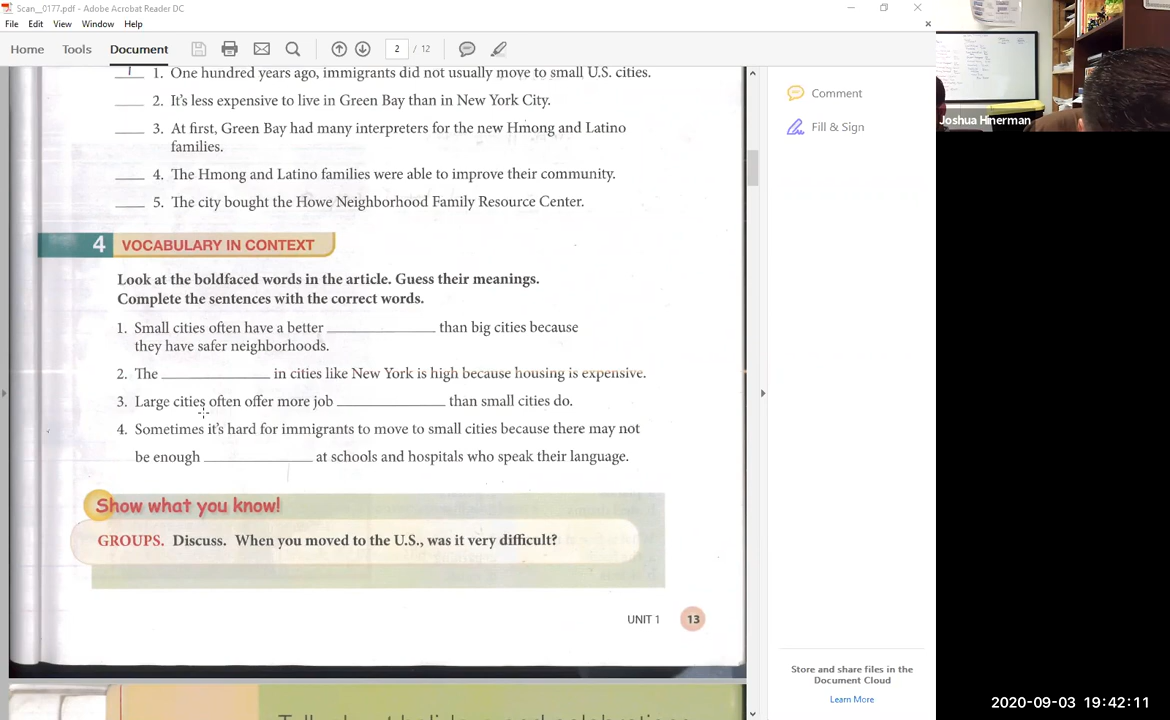 Scan__0177.pdf - Adobe Acrobat Reader DC
File Edit View Window Help
Home Tools Document 2 / 12
1. One hundred years ago, immigrants did not usually move to small U.S. cities.
2. It's less expensive to live in Green Bay than in New York City.
3. At first, Green Bay had many interpreters for the new Hmong and Latino
families.
4. The Hmong and Latino families were able to improve their community.
5. The city bought the Howe Neighborhood Family Resource Center.
4 VOCABULARY IN CONTEXT
Look at the boldfaced words in the article. Guess their meanings.
Complete the sentences with the correct words.
1. Small cities often have a better ______________ than big cities because
they have safer neighborhoods.
2. The ______________ in cities like New York is high because housing is expensive.
3. Large cities often offer more job ______________ than small cities do.
4. Sometimes it's hard for immigrants to move to small cities because there may not
be enough ______________ at schools and hospitals who speak their language.
Show what you know!
GROUPS. Discuss. When you moved to the U.S., was it very difficult?
UNIT 1 13
Comment
Fill & Sign
Store and share files in the
Document Cloud
Learn More
Joshua Hinerman
2020-09-03 19:42:11